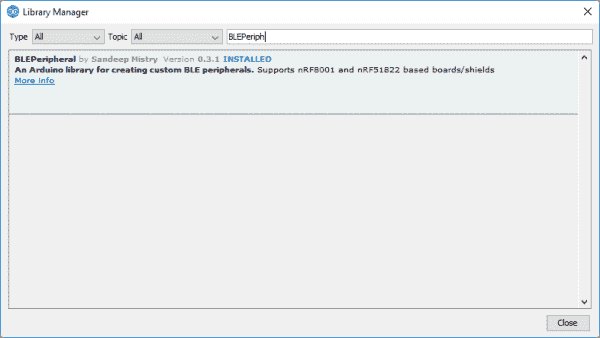 Library Manager
Type All Topic All BLEPeriph
BLEPeripheral by Sandeep Mistry Version 0.3.1 INSTALLED
An Arduino library for creating custom BLE peripherals. Supports nRF8001 and nRF51822 based boards/shields
More info
Close